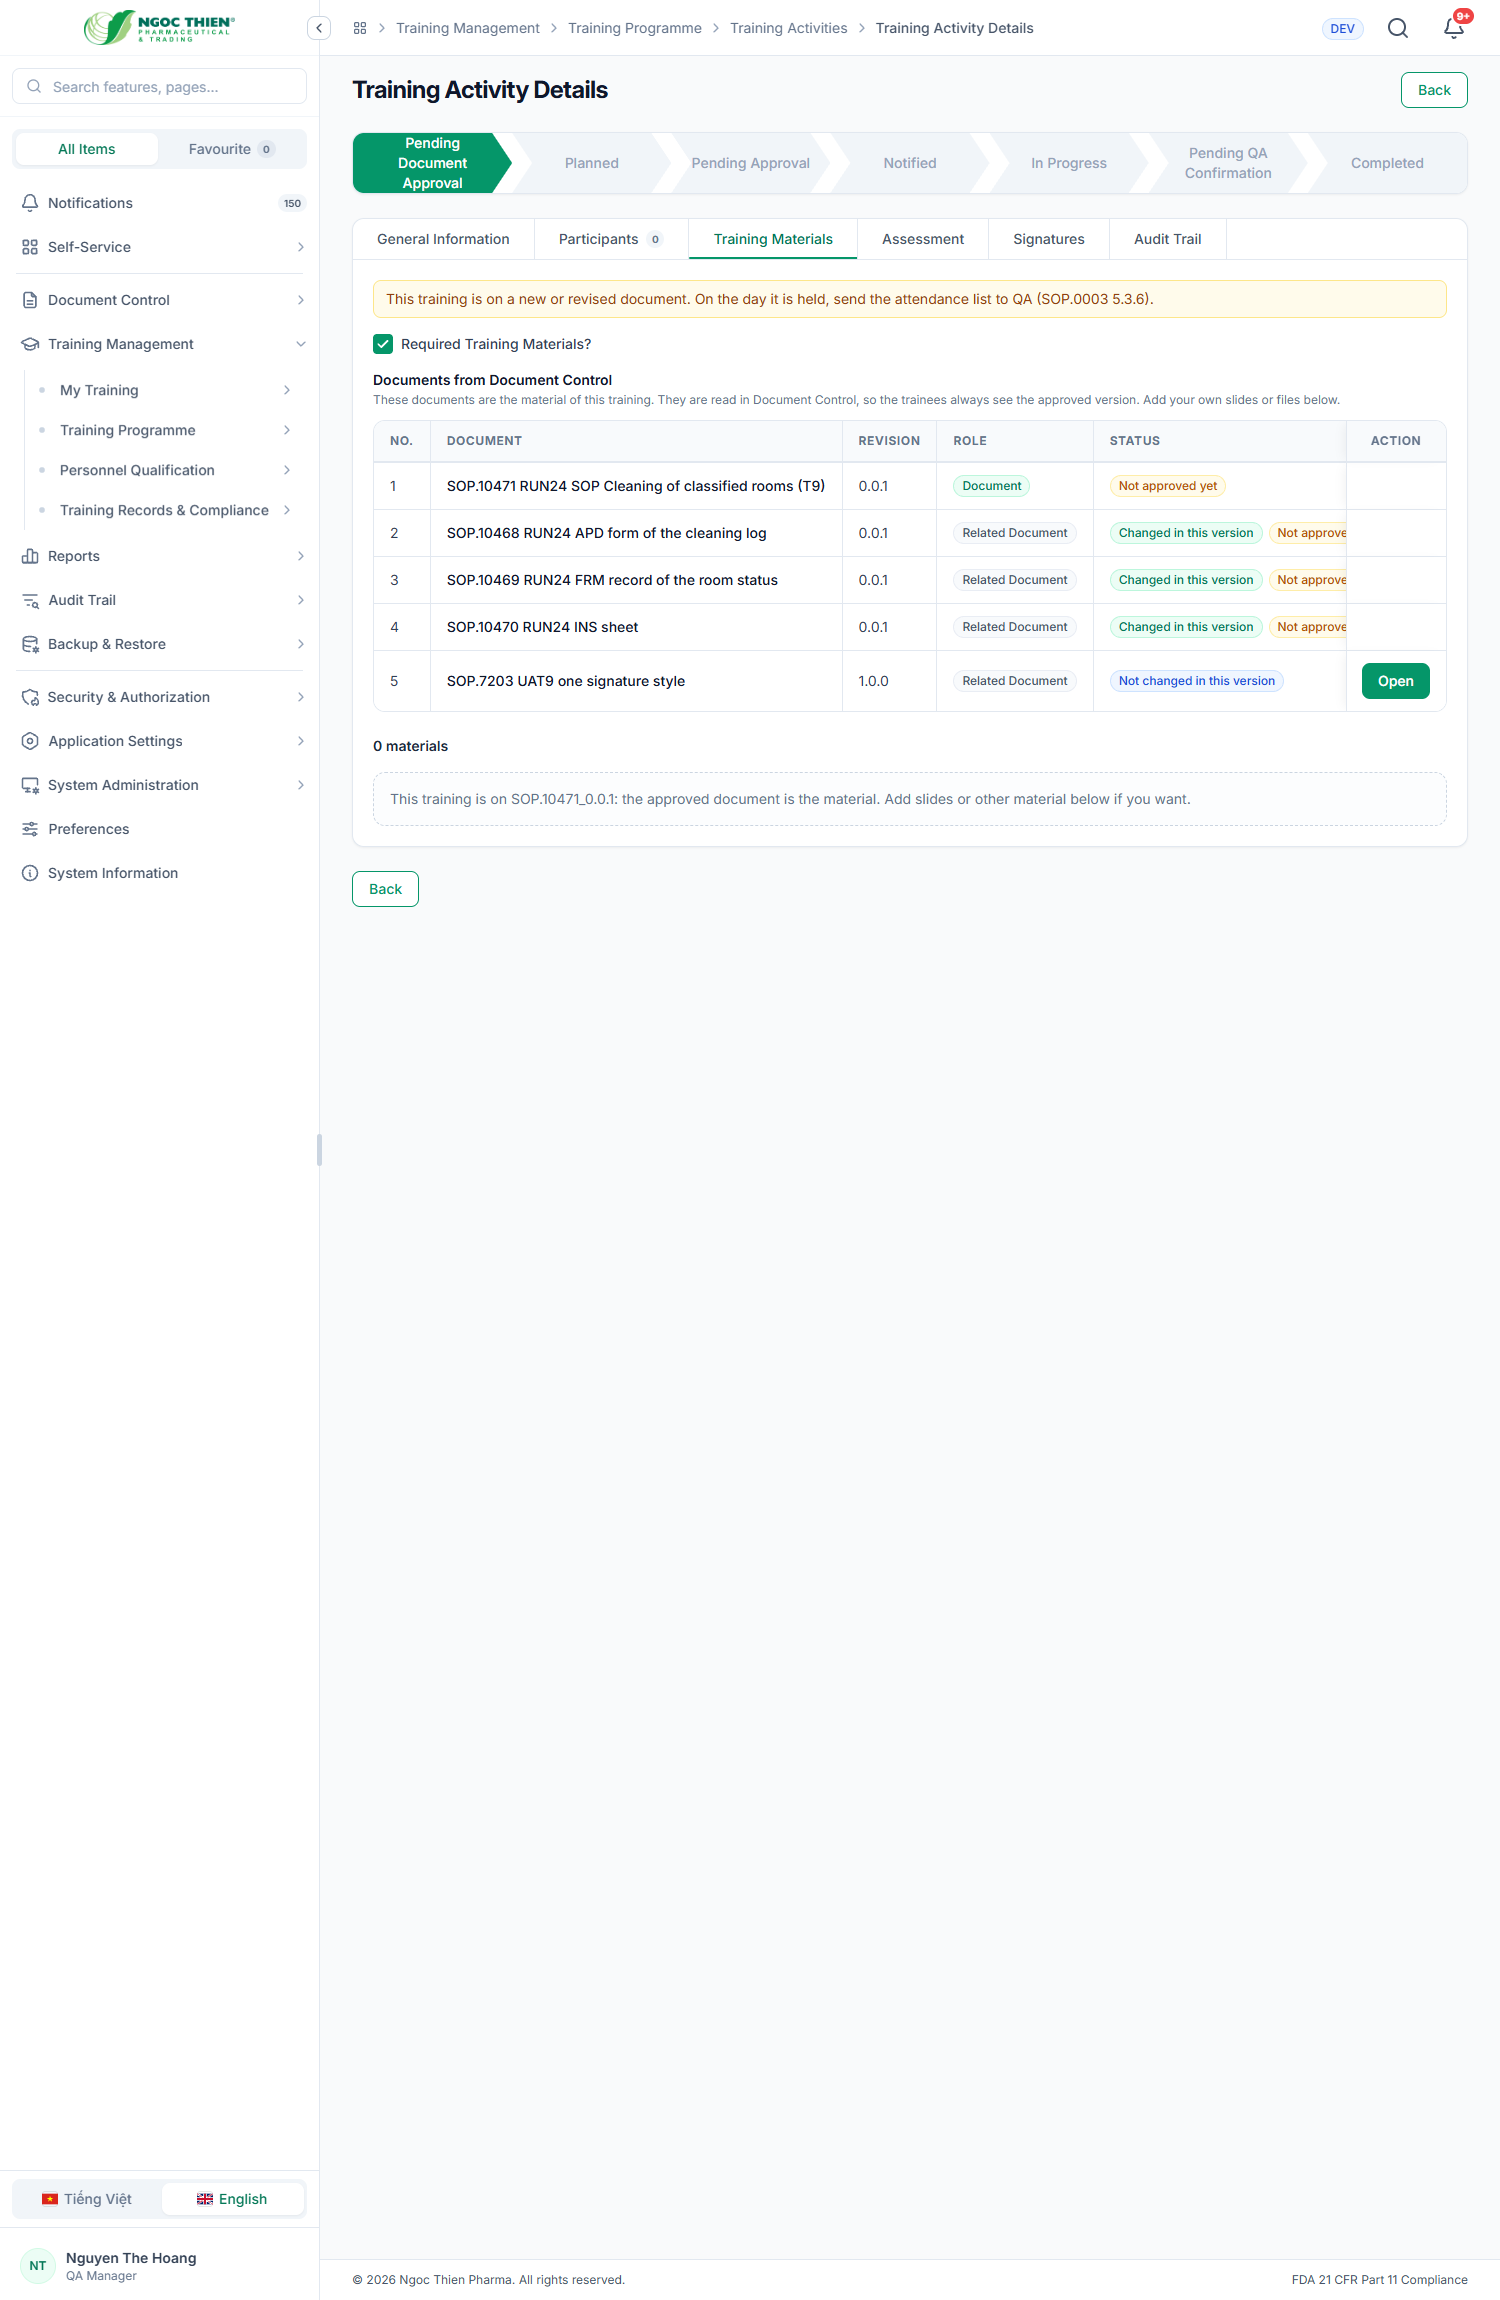 NGOC THIEN®
PHARMACEUTICAL
& TRADING
Training Management > Training Programme > Training Activities > Training Activity Details
DEV
9+
Search features, pages...
All Items
Favourite 0
Notifications 150
Self-Service
Document Control
Training Management
My Training
Training Programme
Personnel Qualification
Training Records & Compliance
Reports
Audit Trail
Backup & Restore
Security & Authorization
Application Settings
System Administration
Preferences
System Information
Tiếng Việt
English
NT
Nguyen The Hoang
QA Manager
Training Activity Details
Back
Pending
Document
Approval
Planned
Pending Approval
Notified
In Progress
Pending QA
Confirmation
Completed
General Information
Participants 0
Training Materials
Assessment
Signatures
Audit Trail
This training is on a new or revised document. On the day it is held, send the attendance list to QA (SOP.0003 5.3.6).
Required Training Materials?
Documents from Document Control
These documents are the material of this training. They are read in Document Control, so the trainees always see the approved version. Add your own slides or files below.
NO. DOCUMENT REVISION ROLE STATUS ACTION
1 SOP.10471 RUN24 SOP Cleaning of classified rooms (T9) 0.0.1 Document Not approved yet
2 SOP.10468 RUN24 APD form of the cleaning log 0.0.1 Related Document Changed in this version Not approve
3 SOP.10469 RUN24 FRM record of the room status 0.0.1 Related Document Changed in this version Not approve
4 SOP.10470 RUN24 INS sheet 0.0.1 Related Document Changed in this version Not approve
5 SOP.7203 UAT9 one signature style 1.0.0 Related Document Not changed in this version Open
0 materials
This training is on SOP.10471_0.0.1: the approved document is the material. Add slides or other material below if you want.
Back
© 2026 Ngoc Thien Pharma. All rights reserved.
FDA 21 CFR Part 11 Compliance